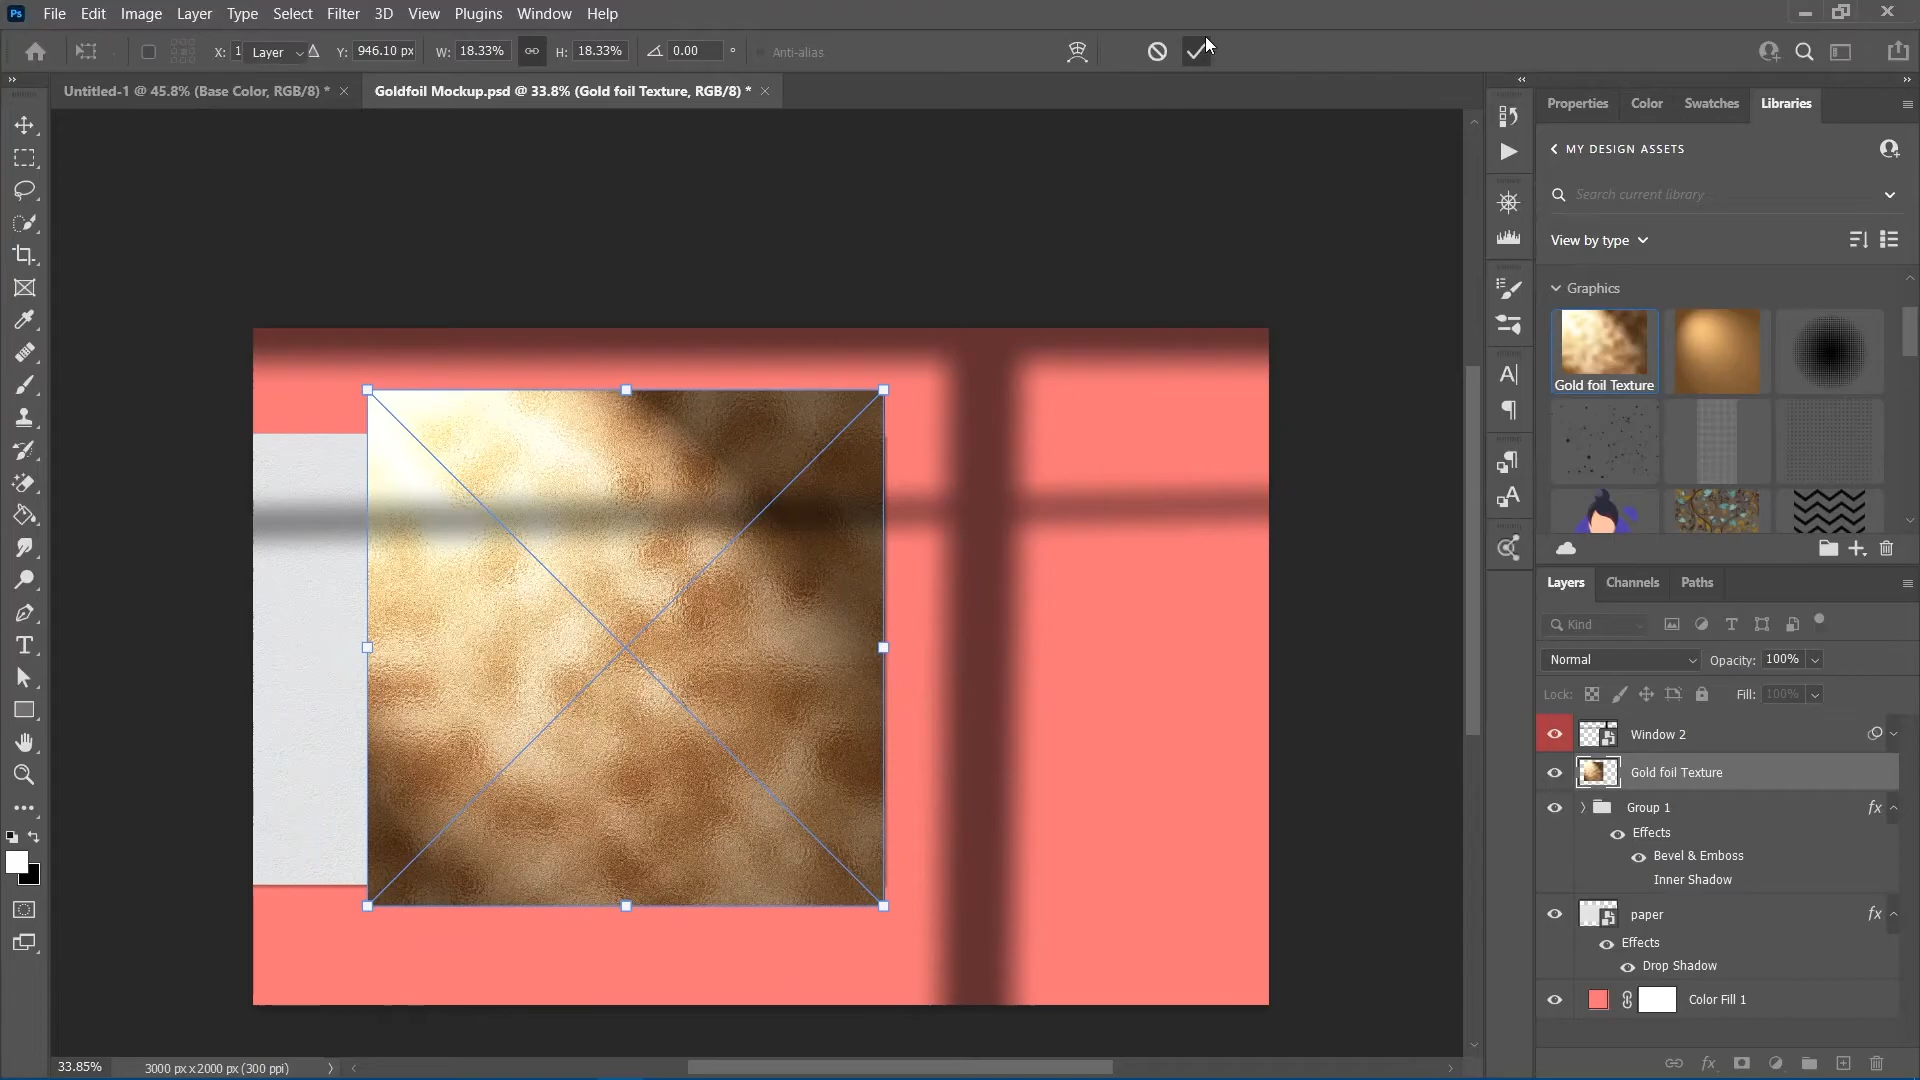 Ps File Edit Image Layer Type Select Filter 3D View Plugins Window Help
X: 1 Layer Δ Y: 946.10 px W: 18.33% H: 18.33% 0.00 ° Anti-alias
Untitled-1 @ 45.8% (Base Color, RGB/8) * × Goldfoil Mockup.psd @ 33.8% (Gold foil Texture, RGB/8) * ×
Properties Color Swatches Libraries
MY DESIGN ASSETS
Search current library
View by type
Graphics
Gold foil Texture
Layers Channels Paths
Kind
Normal Opacity: 100%
Lock: Fill: 100%
Window 2
Gold foil Texture
Group 1 fx
Effects
Bevel & Emboss
Inner Shadow
paper fx
Effects
Drop Shadow
Color Fill 1
33.85% 3000 px x 2000 px (300 ppi)
fx